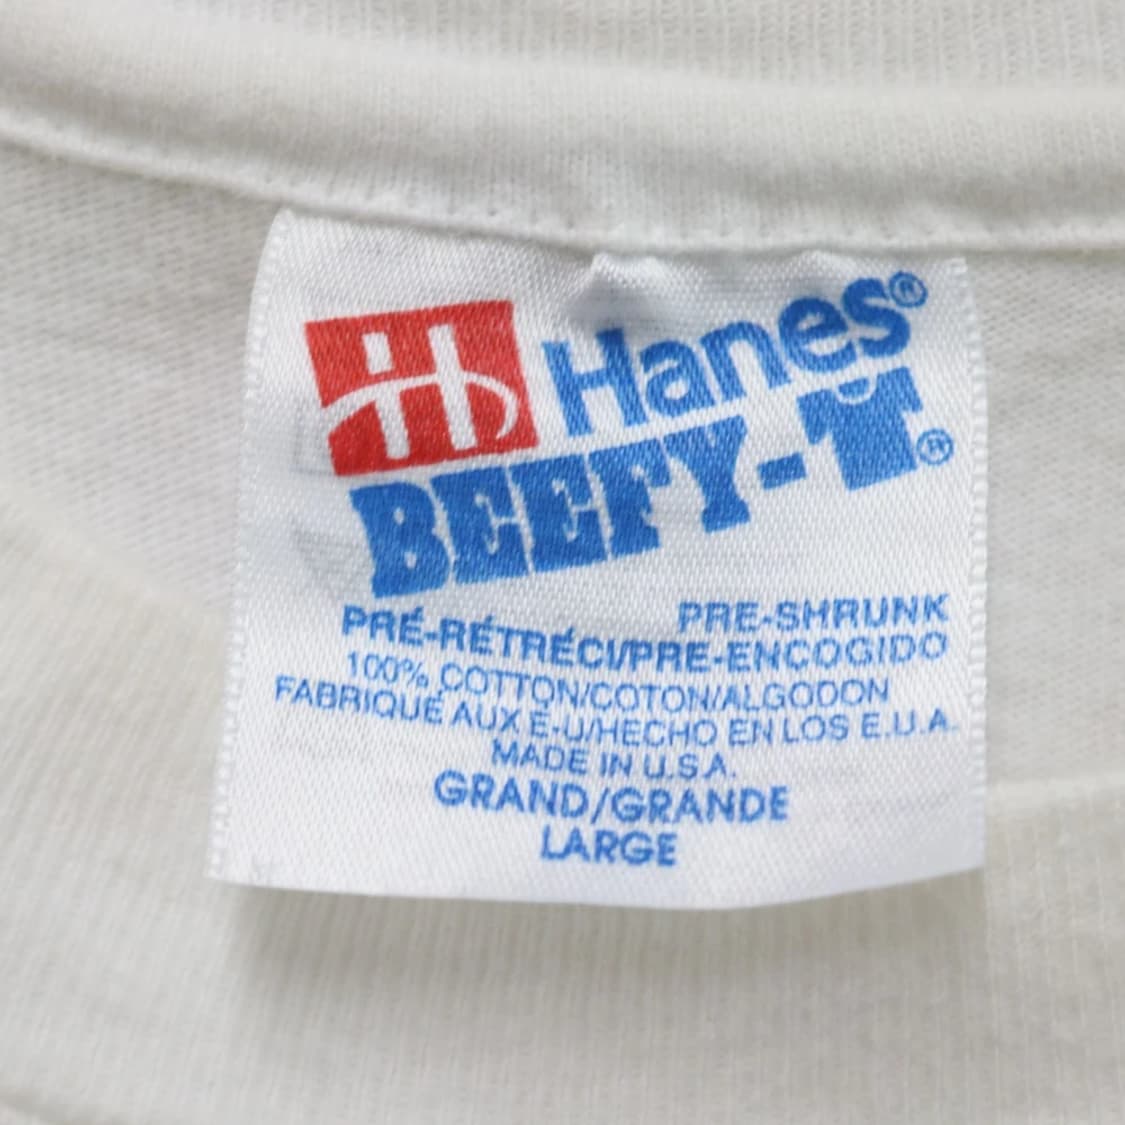 Hanes®
BEEFY-T®
PRE-SHRUNK
PRÉ-RÉTRÉCI/PRE-ENCOGIDO
100% COTTON/COTON/ALGODON
FABRIQUÉ AUX É-U/HECHO EN LOS E.U.A.
MADE IN U.S.A.
GRAND/GRANDE
LARGE